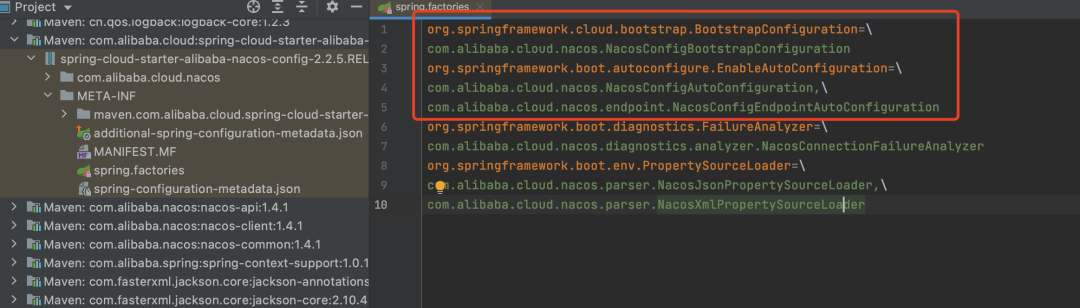 Project
spring.factories
Maven: ch.qos.logback:logback-core:1.2.3
Maven: com.alibaba.cloud:spring-cloud-starter-alibaba-
spring-cloud-starter-alibaba-nacos-config-2.2.5.REL
com.alibaba.cloud.nacos
META-INF
maven.com.alibaba.cloud.spring-cloud-starter-
additional-spring-configuration-metadata.json
MANIFEST.MF
spring.factories
spring-configuration-metadata.json
Maven: com.alibaba.nacos:nacos-api:1.4.1
Maven: com.alibaba.nacos:nacos-client:1.4.1
Maven: com.alibaba.nacos:nacos-common:1.4.1
Maven: com.alibaba.spring:spring-context-support:1.0.1
Maven: com.fasterxml.jackson.core:jackson-annotations
Maven: com.fasterxml.jackson.core:jackson-core:2.10.4
1 org.springframework.cloud.bootstrap.BootstrapConfiguration=\
2 com.alibaba.cloud.nacos.NacosConfigBootstrapConfiguration
3 org.springframework.boot.autoconfigure.EnableAutoConfiguration=\
4 com.alibaba.cloud.nacos.NacosConfigAutoConfiguration,\
5 com.alibaba.cloud.nacos.endpoint.NacosConfigEndpointAutoConfiguration
6 org.springframework.boot.diagnostics.FailureAnalyzer=\
7 com.alibaba.cloud.nacos.diagnostics.analyzer.NacosConnectionFailureAnalyzer
8 org.springframework.boot.env.PropertySourceLoader=\
9 com.alibaba.cloud.nacos.parser.NacosJsonPropertySourceLoader,\
10 com.alibaba.cloud.nacos.parser.NacosXmlPropertySourceLoader